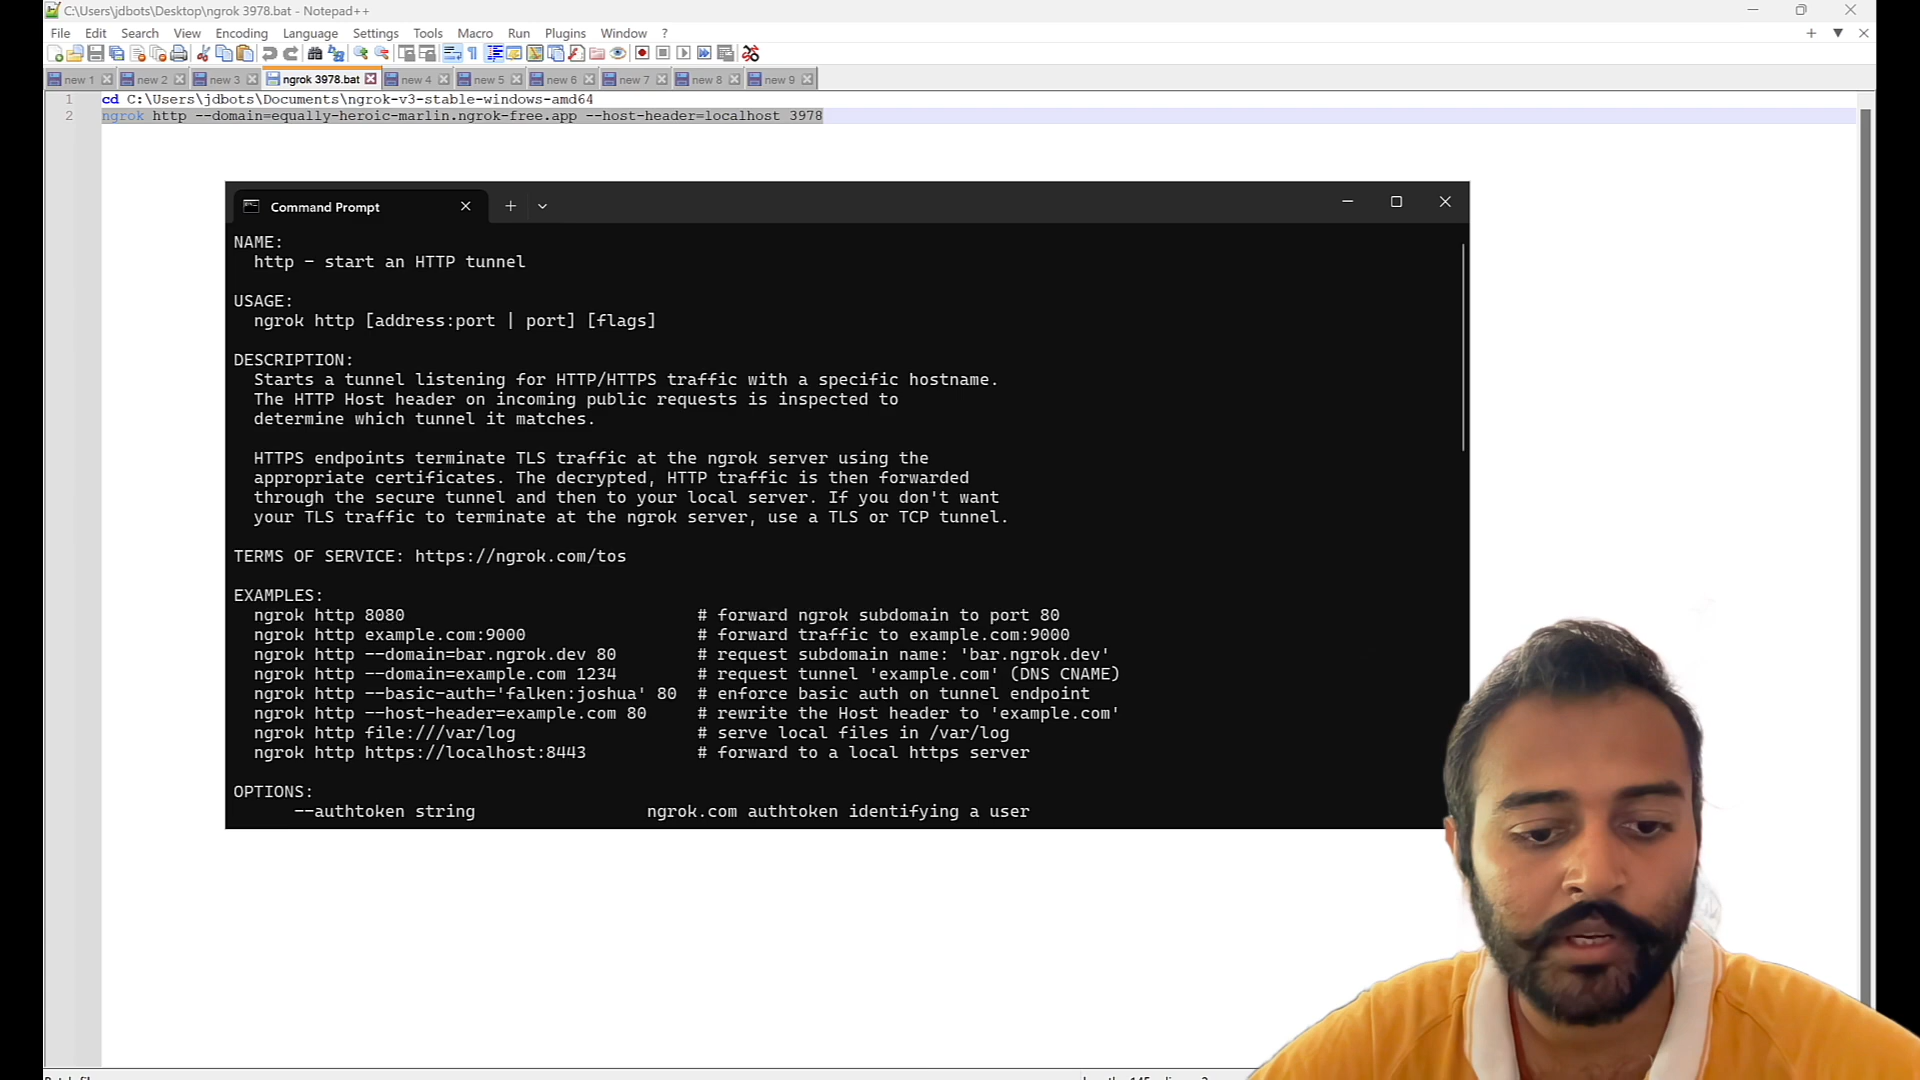 C:\Users\jdbots\Desktop\ngrok 3978.bat - Notepad++
File Edit Search View Encoding Language Settings Tools Macro Run Plugins Window ?
new 1 new 2 new 3 ngrok 3978.bat new 4 new 5 new 6 new 7 new 8 new 9
1 cd C:\Users\jdbots\Documents\ngrok-v3-stable-windows-amd64
2 ngrok http --domain=equally-heroic-marlin.ngrok-free.app --host-header=localhost 3978
Command Prompt
NAME:
http - start an HTTP tunnel
USAGE:
ngrok http [address:port | port] [flags]
DESCRIPTION:
Starts a tunnel listening for HTTP/HTTPS traffic with a specific hostname.
The HTTP Host header on incoming public requests is inspected to
determine which tunnel it matches.
HTTPS endpoints terminate TLS traffic at the ngrok server using the
appropriate certificates. The decrypted, HTTP traffic is then forwarded
through the secure tunnel and then to your local server. If you don't want
your TLS traffic to terminate at the ngrok server, use a TLS or TCP tunnel.
TERMS OF SERVICE: https://ngrok.com/tos
EXAMPLES:
ngrok http 8080 # forward ngrok subdomain to port 80
ngrok http example.com:9000 # forward traffic to example.com:9000
ngrok http --domain=bar.ngrok.dev 80 # request subdomain name: 'bar.ngrok.dev'
ngrok http --domain=example.com 1234 # request tunnel 'example.com' (DNS CNAME)
ngrok http --basic-auth='falken:joshua' 80 # enforce basic auth on tunnel endpoint
ngrok http --host-header=example.com 80 # rewrite the Host header to 'example.com'
ngrok http file:///var/log # serve local files in /var/log
ngrok http https://localhost:8443 # forward to a local https server
OPTIONS:
--authtoken string ngrok.com authtoken identifying a user